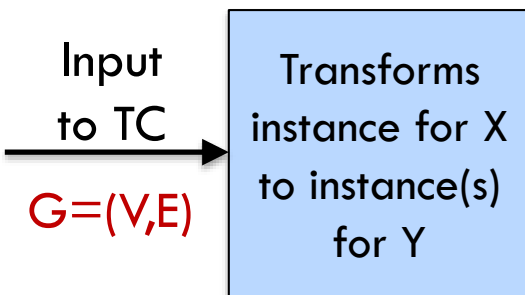 Input
to TC
G=(V,E)
Transforms
instance for X
to instance(s)
for Y